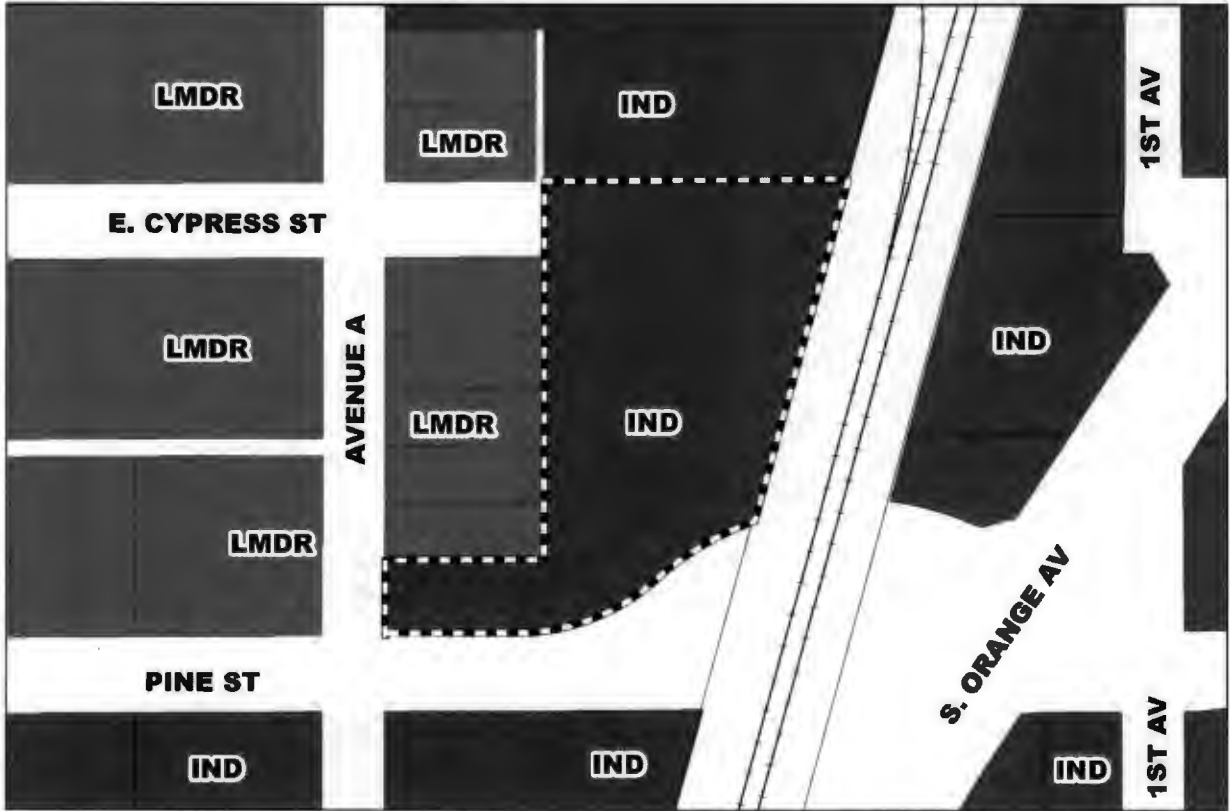 LMDR
IND
LMDR
1ST AV
E. CYPRESS ST
LMDR
AVENUE A
IND
LMDR
IND
LMDR
S. ORANGE AV
PINE ST
IND
IND
IND
1ST AV